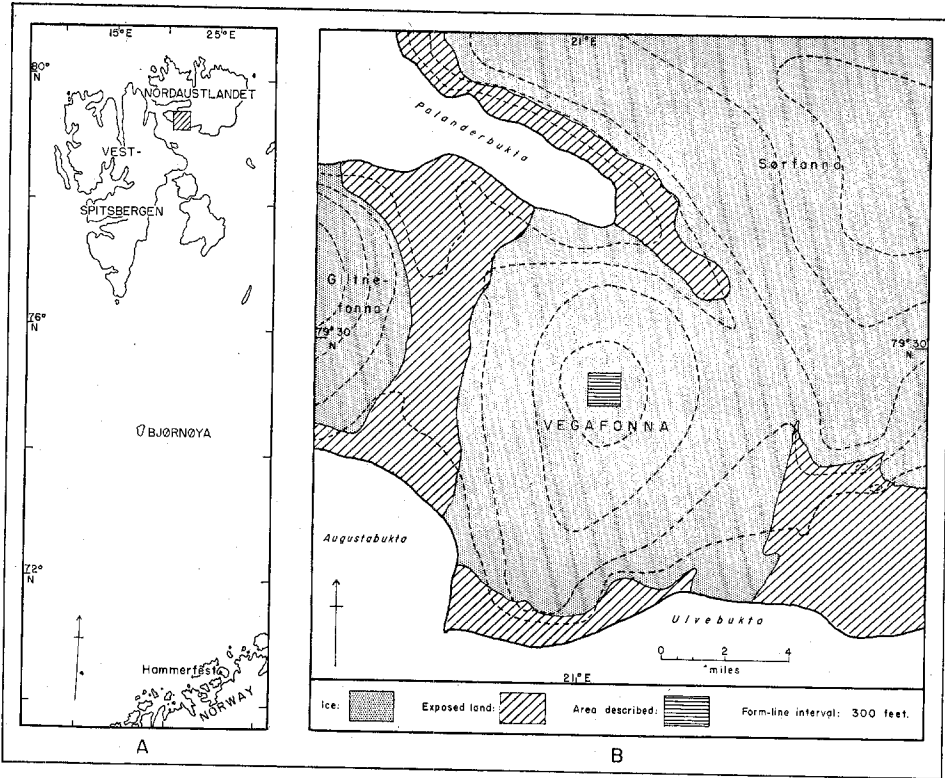 15°E 25°E
80°
N
NORDAUSTLANDET
VEST-
SPITSBERGEN
76°
N
BJØRNØYA
72°
N
Hammerfest
NORWAY
A
21°E
Palanderbukta
Sørfonna
Glitne-
fonna
79°30
N
79°30
N
VEGAFONNA
Augustabukta
Ulvebukta
0 2 4
miles
21°E
Ice: Exposed land: Area described: Form-line interval: 300 feet.
B